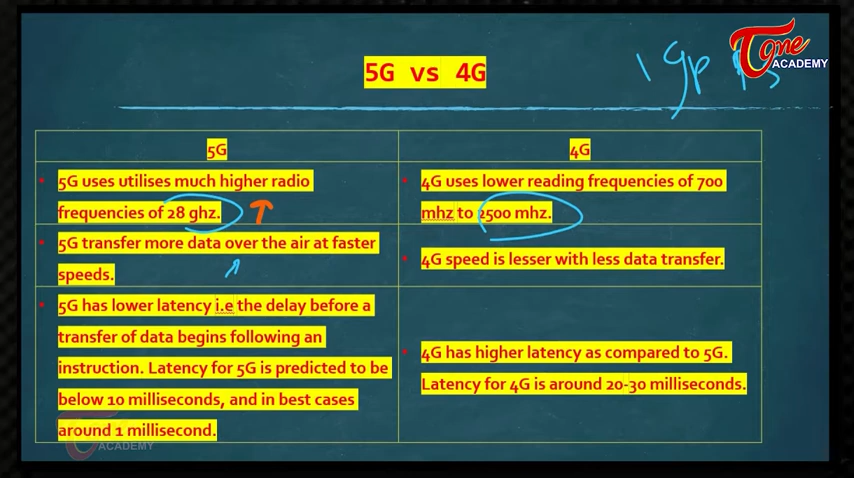 Tone
ACADEMY
5G vs 4G
5G
4G
• 5G uses utilises much higher radio
frequencies of 28 ghz.
• 4G uses lower reading frequencies of 700
mhz to 2500 mhz.
• 5G transfer more data over the air at faster
speeds.
• 4G speed is lesser with less data transfer.
• 5G has lower latency i.e the delay before a
transfer of data begins following an
instruction. Latency for 5G is predicted to be
below 10 milliseconds, and in best cases
around 1 millisecond.
• 4G has higher latency as compared to 5G.
Latency for 4G is around 20-30 milliseconds.
ACADEMY